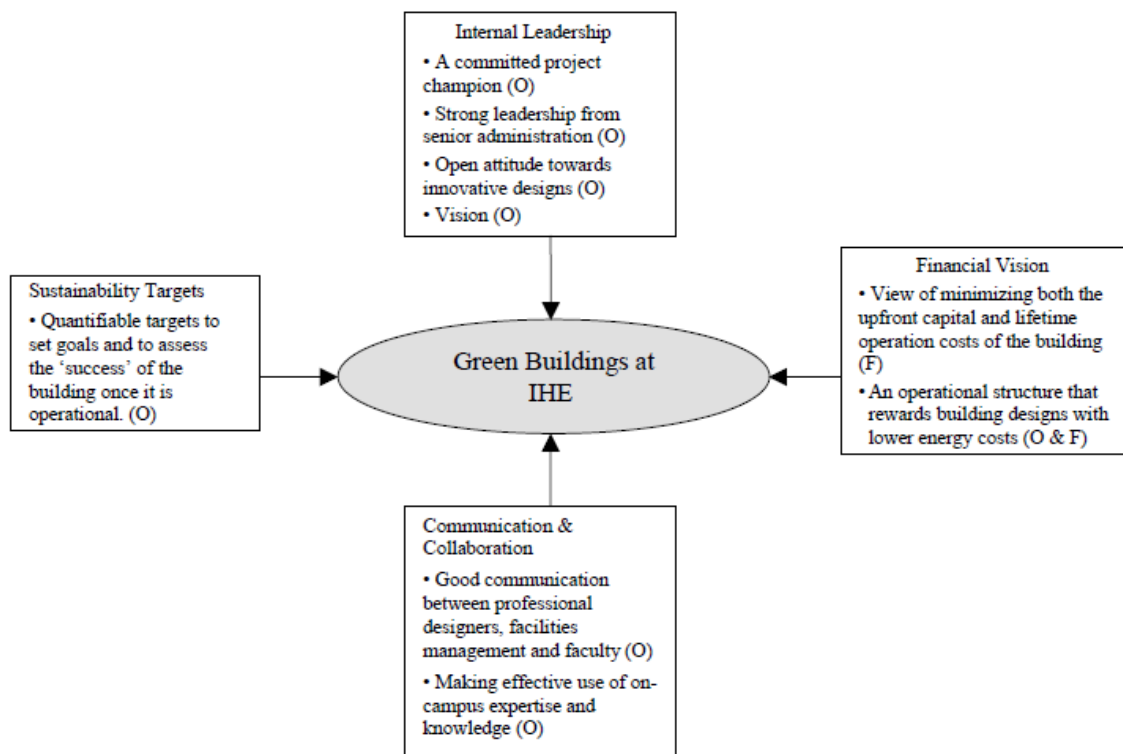 Internal Leadership
• A committed project
champion (O)
• Strong leadership from
senior administration (O)
• Open attitude towards
innovative designs (O)
• Vision (O)
Sustainability Targets
• Quantifiable targets to
set goals and to assess
the ‘success’ of the
building once it is
operational. (O)
Green Buildings at
IHE
Financial Vision
• View of minimizing both the
upfront capital and lifetime
operation costs of the building
(F)
• An operational structure that
rewards building designs with
lower energy costs (O & F)
Communication &
Collaboration
• Good communication
between professional
designers, facilities
management and faculty (O)
• Making effective use of on-
campus expertise and
knowledge (O)